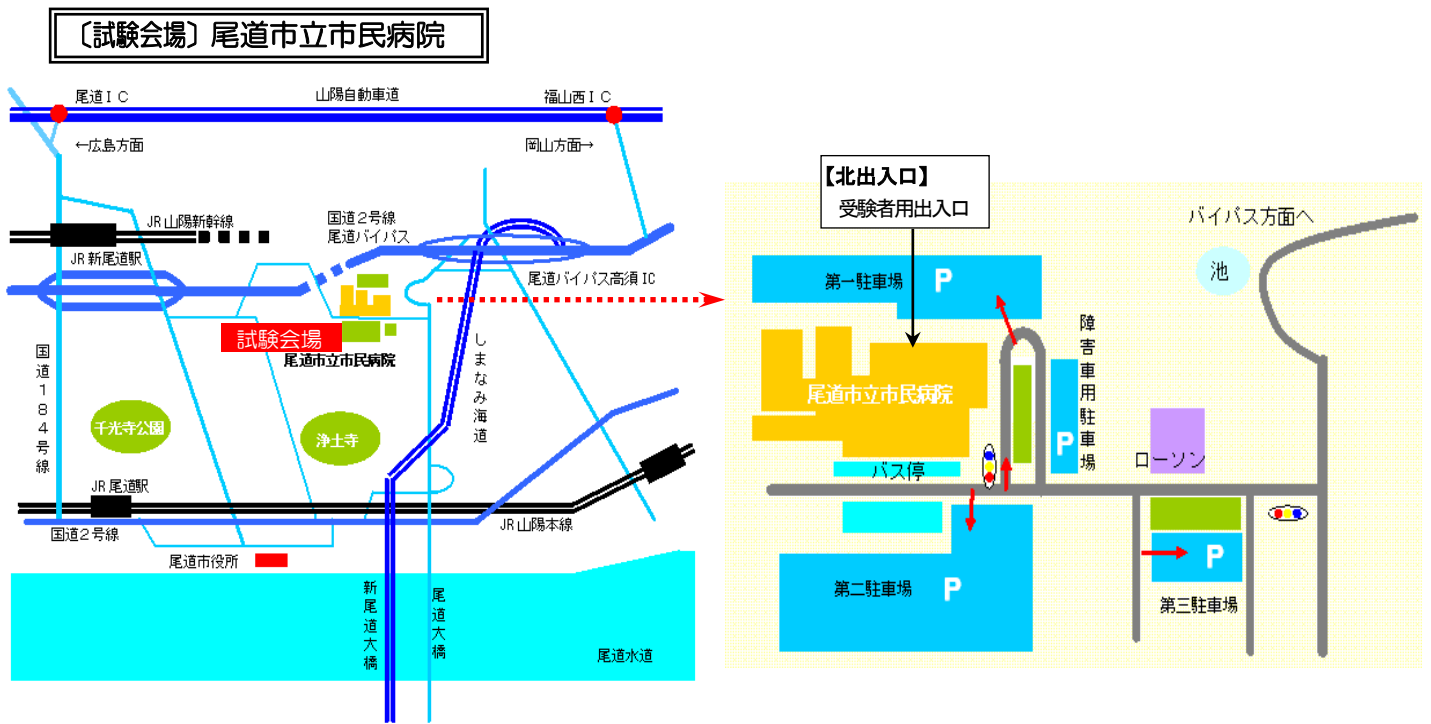 〔試験会場〕尾道市立市民病院
尾道IC
山陽自動車道
福山西IC
←広島方面
岡山方面→
JR山陽新幹線
国道2号線
尾道バイパス
JR新尾道駅
尾道バイパス高須IC
試験会場
尾道市立市民病院
国道184号線
しまなみ海道
千光寺公園
浄土寺
JR尾道駅
国道2号線
JR山陽本線
尾道市役所
新尾道大橋
尾道大橋
尾道水道
【北出入口】
受験者用出入口
バイパス方面へ
池
第一駐車場
P
障害車用駐車場
P
尾道市立市民病院
ローソン
バス停
第二駐車場
P
P
第三駐車場